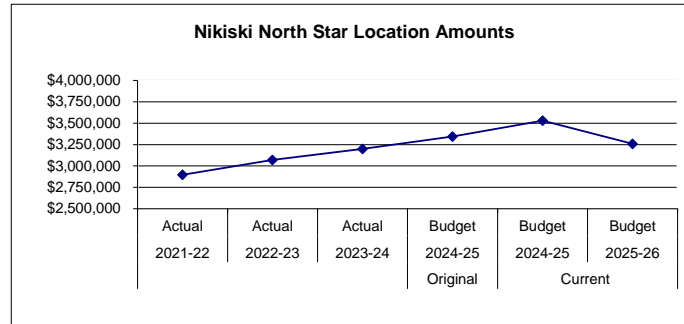 Nikiski North Star Location Amounts
$4,000,000
$3,750,000
$3,500,000
$3,250,000
$3,000,000
$2,750,000
$2,500,000
Actual Actual Actual Budget Budget Budget
2021-22 2022-23 2023-24 2024-25 2024-25 2025-26
Original Current